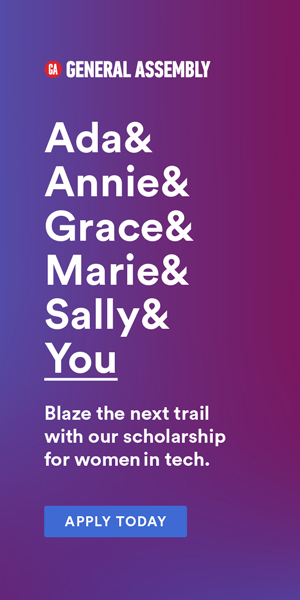 GA GENERAL ASSEMBLY
Ada&
Annie&
Grace&
Marie&
Sally&
You
Blaze the next trail
with our scholarship
for women in tech.
APPLY TODAY